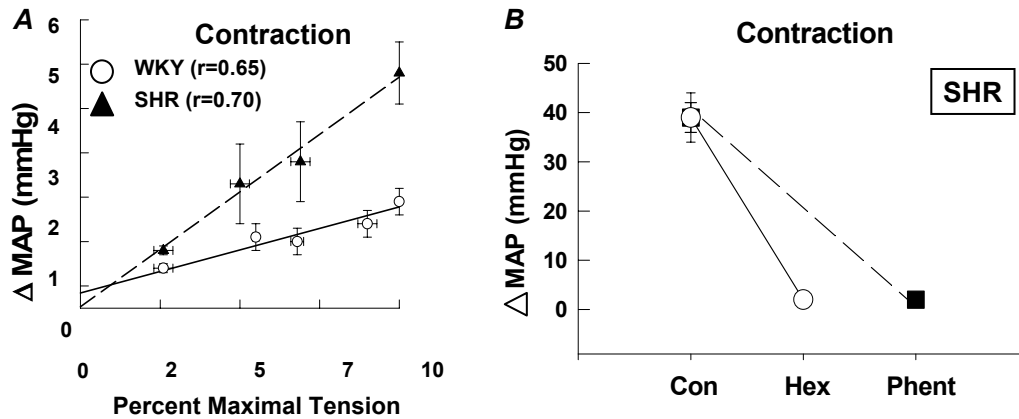 A
Contraction
WKY (r=0.65)
SHR (r=0.70)
Δ MAP (mmHg)
6
5
4
3
2
1
0
0 2 5 7 10
Percent Maximal Tension
B
Contraction
SHR
△ MAP (mmHg)
50
40
30
20
10
0
Con Hex Phent